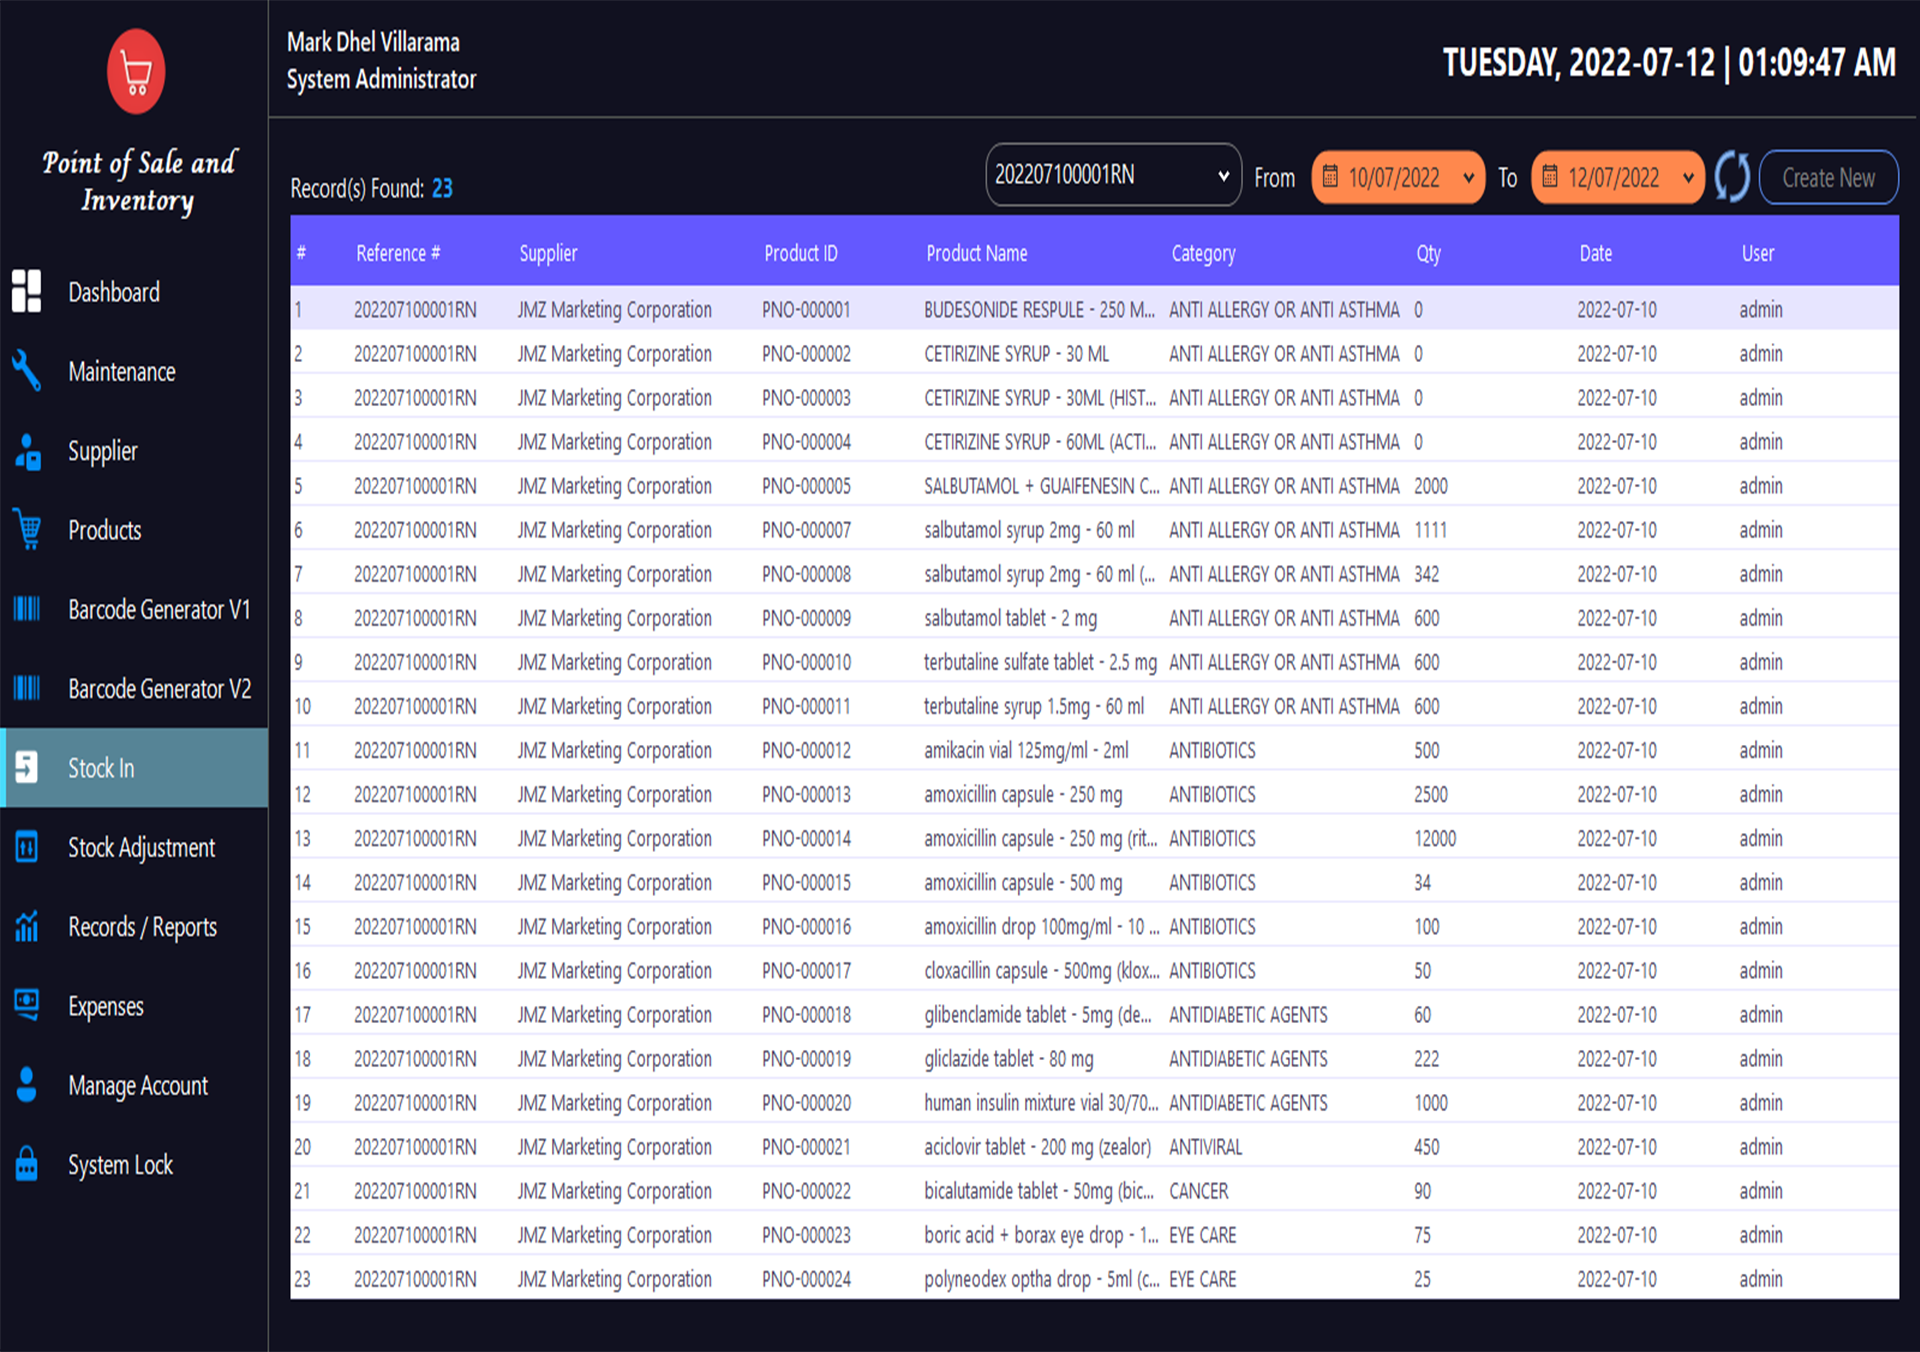 Point of Sale and
Inventory
Dashboard
Maintenance
Supplier
Products
Barcode Generator V1
Barcode Generator V2
Stock In
Stock Adjustment
Records / Reports
Expenses
Manage Account
System Lock
Mark Dhel Villarama
System Administrator
TUESDAY, 2022-07-12 | 01:09:47 AM
Record(s) Found: 23
202207100001RN From 10/07/2022 To 12/07/2022 Create New
# Reference # Supplier Product ID Product Name Category Qty Date User
1 202207100001RN JMZ Marketing Corporation PNO-000001 BUDESONIDE RESPULE - 250 M... ANTI ALLERGY OR ANTI ASTHMA 0 2022-07-10 admin
2 202207100001RN JMZ Marketing Corporation PNO-000002 CETIRIZINE SYRUP - 30 ML ANTI ALLERGY OR ANTI ASTHMA 0 2022-07-10 admin
3 202207100001RN JMZ Marketing Corporation PNO-000003 CETIRIZINE SYRUP - 30ML (HIST... ANTI ALLERGY OR ANTI ASTHMA 0 2022-07-10 admin
4 202207100001RN JMZ Marketing Corporation PNO-000004 CETIRIZINE SYRUP - 60ML (ACTI... ANTI ALLERGY OR ANTI ASTHMA 0 2022-07-10 admin
5 202207100001RN JMZ Marketing Corporation PNO-000005 SALBUTAMOL + GUAIFENESIN C... ANTI ALLERGY OR ANTI ASTHMA 2000 2022-07-10 admin
6 202207100001RN JMZ Marketing Corporation PNO-000007 salbutamol syrup 2mg - 60 ml ANTI ALLERGY OR ANTI ASTHMA 1111 2022-07-10 admin
7 202207100001RN JMZ Marketing Corporation PNO-000008 salbutamol syrup 2mg - 60 ml (... ANTI ALLERGY OR ANTI ASTHMA 342 2022-07-10 admin
8 202207100001RN JMZ Marketing Corporation PNO-000009 salbutamol tablet - 2 mg ANTI ALLERGY OR ANTI ASTHMA 600 2022-07-10 admin
9 202207100001RN JMZ Marketing Corporation PNO-000010 terbutaline sulfate tablet - 2.5 mg ANTI ALLERGY OR ANTI ASTHMA 600 2022-07-10 admin
10 202207100001RN JMZ Marketing Corporation PNO-000011 terbutaline syrup 1.5mg - 60 ml ANTI ALLERGY OR ANTI ASTHMA 600 2022-07-10 admin
11 202207100001RN JMZ Marketing Corporation PNO-000012 amikacin vial 125mg/ml - 2ml ANTIBIOTICS 500 2022-07-10 admin
12 202207100001RN JMZ Marketing Corporation PNO-000013 amoxicillin capsule - 250 mg ANTIBIOTICS 2500 2022-07-10 admin
13 202207100001RN JMZ Marketing Corporation PNO-000014 amoxicillin capsule - 250 mg (rit... ANTIBIOTICS 12000 2022-07-10 admin
14 202207100001RN JMZ Marketing Corporation PNO-000015 amoxicillin capsule - 500 mg ANTIBIOTICS 34 2022-07-10 admin
15 202207100001RN JMZ Marketing Corporation PNO-000016 amoxicillin drop 100mg/ml - 10 ... ANTIBIOTICS 100 2022-07-10 admin
16 202207100001RN JMZ Marketing Corporation PNO-000017 cloxacillin capsule - 500mg (klox... ANTIBIOTICS 50 2022-07-10 admin
17 202207100001RN JMZ Marketing Corporation PNO-000018 glibenclamide tablet - 5mg (de... ANTIDIABETIC AGENTS 60 2022-07-10 admin
18 202207100001RN JMZ Marketing Corporation PNO-000019 gliclazide tablet - 80 mg ANTIDIABETIC AGENTS 222 2022-07-10 admin
19 202207100001RN JMZ Marketing Corporation PNO-000020 human insulin mixture vial 30/70... ANTIDIABETIC AGENTS 1000 2022-07-10 admin
20 202207100001RN JMZ Marketing Corporation PNO-000021 aciclovir tablet - 200 mg (zealor) ANTIVIRAL 450 2022-07-10 admin
21 202207100001RN JMZ Marketing Corporation PNO-000022 bicalutamide tablet - 50mg (bic... CANCER 90 2022-07-10 admin
22 202207100001RN JMZ Marketing Corporation PNO-000023 boric acid + borax eye drop - 1... EYE CARE 75 2022-07-10 admin
23 202207100001RN JMZ Marketing Corporation PNO-000024 polyneodex optha drop - 5ml (c... EYE CARE 25 2022-07-10 admin